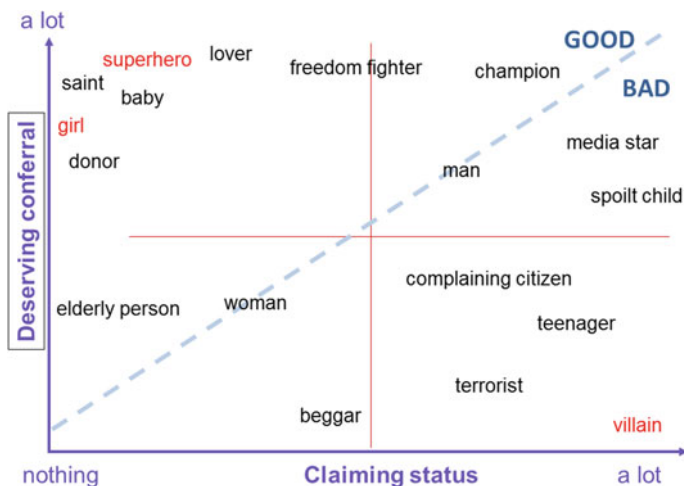 a lot
GOOD
BAD
superhero
lover
freedom fighter
champion
saint
baby
girl
donor
media star
man
spoilt child
Deserving conferral
complaining citizen
elderly person
woman
teenager
terrorist
beggar
villain
nothing
Claiming status
a lot